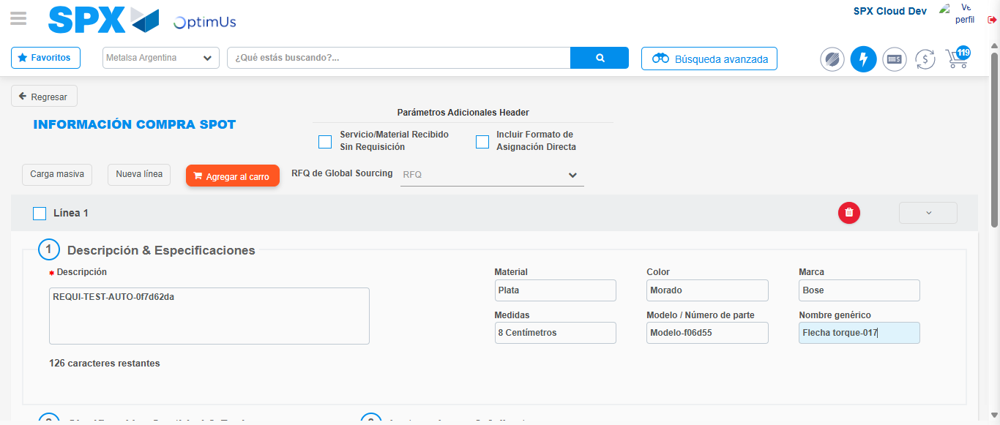 SPX
OptimUs
SPX Cloud Dev
perfil
Favoritos
Metalsa Argentina
¿Qué estás buscando?...
Búsqueda avanzada
119
Regresar
INFORMACIÓN COMPRA SPOT
Parámetros Adicionales Header
Servicio/Material Recibido
Sin Requisición
Incluir Formato de
Asignación Directa
Carga masiva
Nueva línea
Agregar al carro
RFQ de Global Sourcing
RFQ
Línea 1
1
Descripción & Especificaciones
* Descripción
REQUI-TEST-AUTO-0f7d62da
126 caracteres restantes
Material
Color
Marca
Plata
Morado
Bose
Medidas
Modelo / Número de parte
Nombre genérico
8 Centímetros
Modelo-f06d55
Flecha torque-017